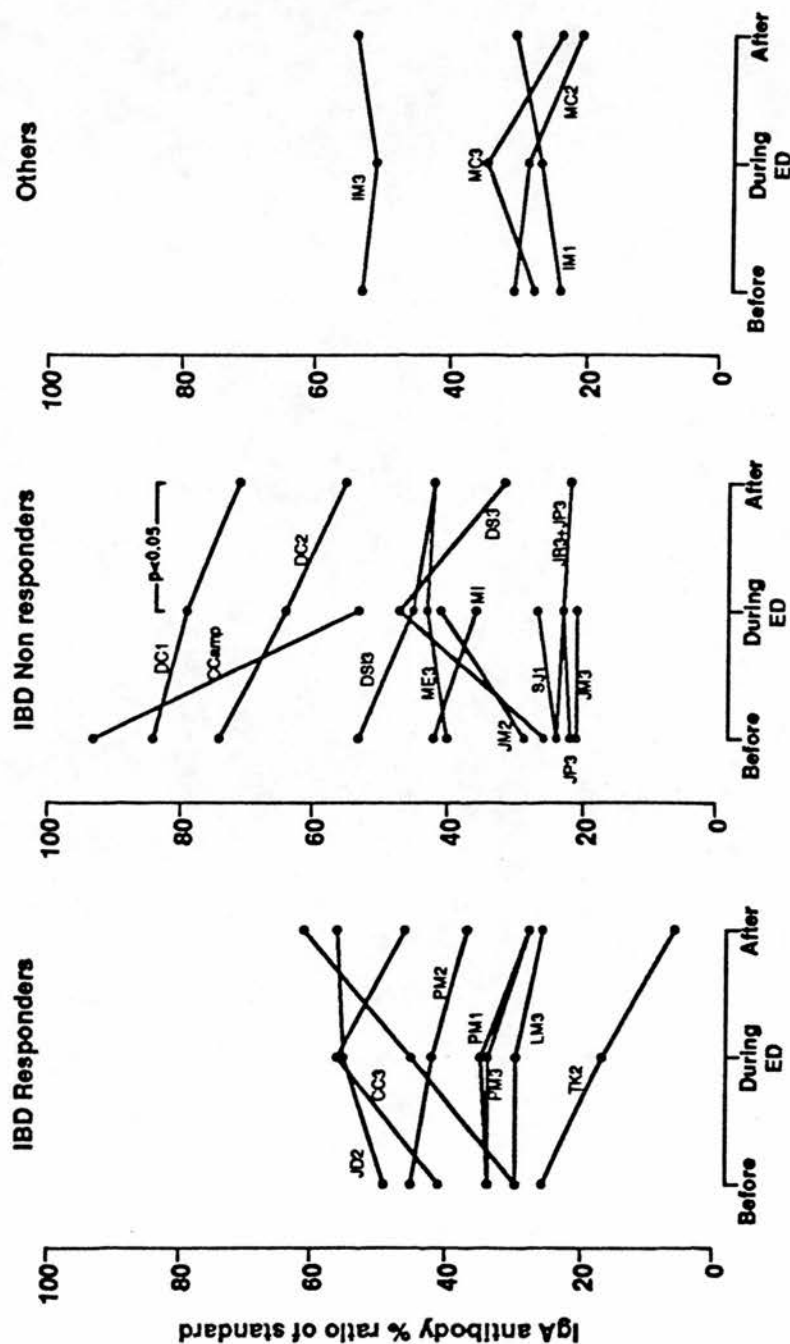 IBD Responders
IgA antibody % ratio of standard
100
80
60
40
20
0
JD2
CC3
PM2
PM1
PM3
LM3
TK2
Before
During
After
ED
IBD Non responders
100
80
60
40
20
0
p<0.05
DC1
CCamp
DC2
DSI3
ME3
MI
DS3
JM2
SJ1
JR3+JP3
JP3
JM3
Before
During
After
ED
Others
100
80
60
40
20
0
IM3
MC3
MC2
IM1
Before
During
After
ED